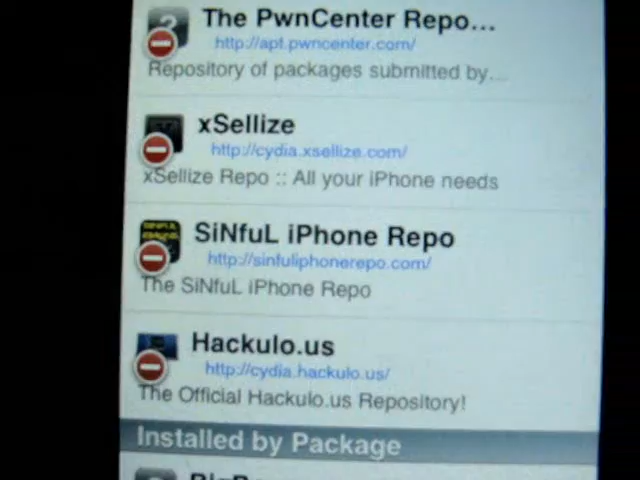 The PwnCenter Repo...
http://apt.pwncenter.com/
Repository of packages submitted by...
xSellize
http://cydia.xsellize.com/
xSellize Repo :: All your iPhone needs
SiNfuL iPhone Repo
http://sinfuliphonerepo.com/
The SiNfuL iPhone Repo
Hackulo.us
http://cydia.hackulo.us/
The Official Hackulo.us Repository!
Installed by Package